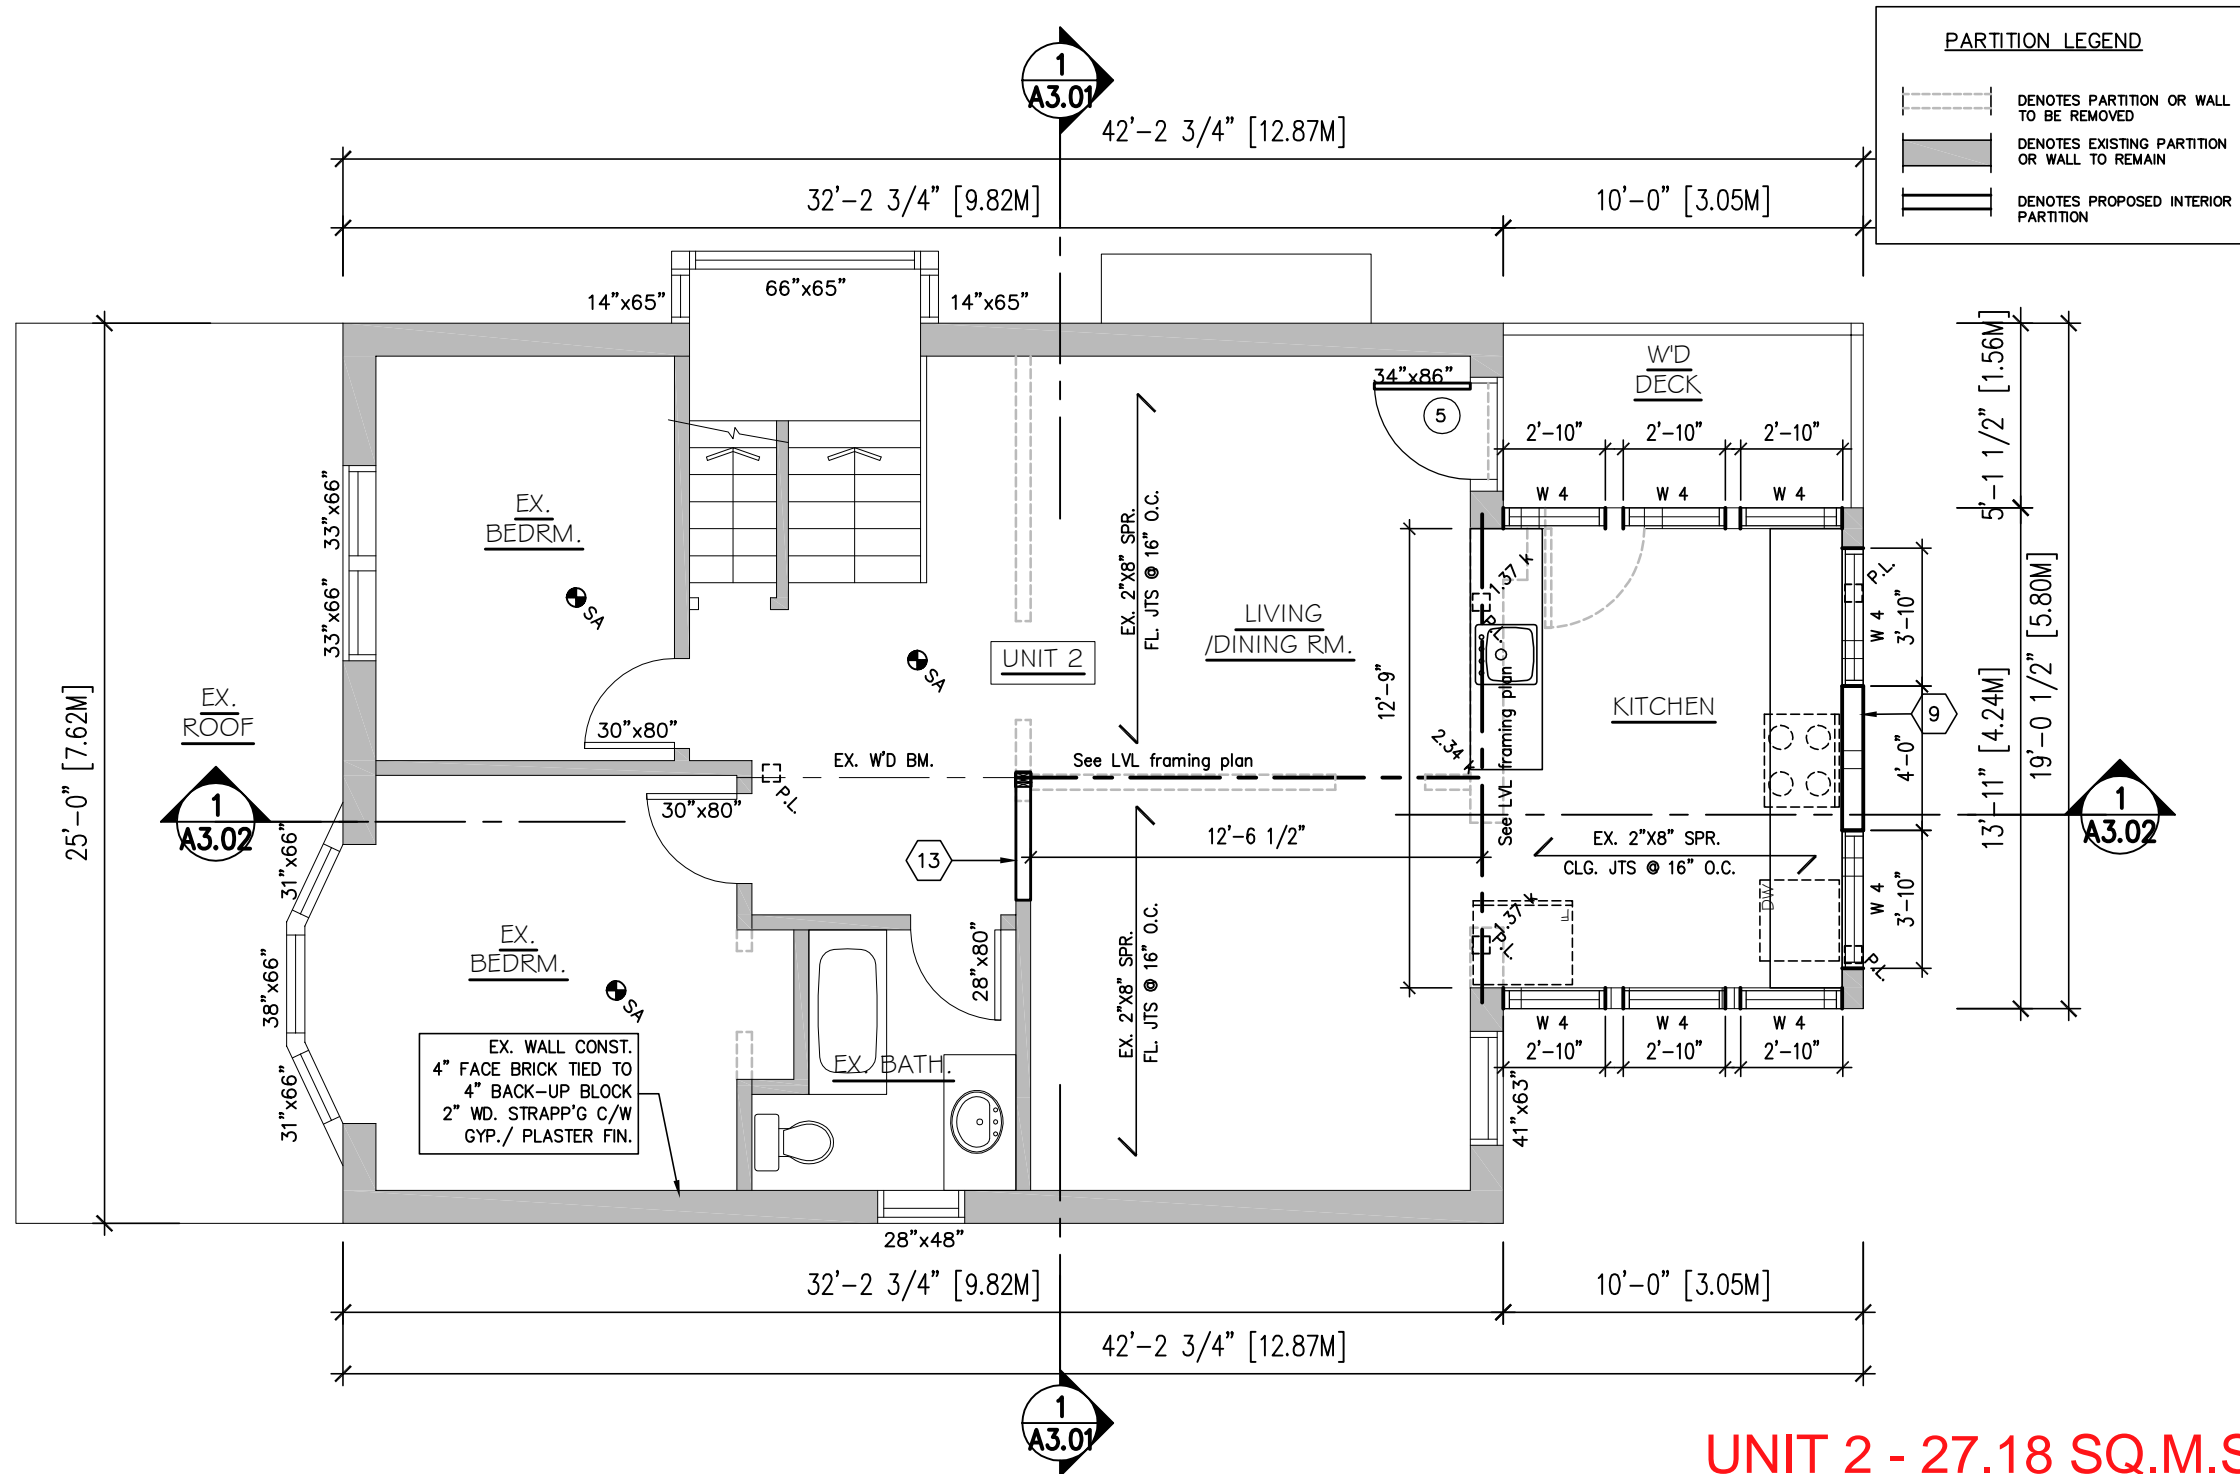 PARTITION LEGEND
DENOTES PARTITION OR WALL
TO BE REMOVED
DENOTES EXISTING PARTITION
OR WALL TO REMAIN
DENOTES PROPOSED INTERIOR
PARTITION
1
A3.01
42'-2 3/4" [12.87M]
32'-2 3/4" [9.82M]
10'-0" [3.05M]
14"x65"
66"x65"
14"x65"
34"x86"
5
W'D
DECK
2'-10"
2'-10"
2'-10"
W 4
W 4
W 4
5'-1 1/2" [1.56M]
19'-0 1/2" [5.80M]
13'-11" [4.24M]
25'-0" [7.62M]
33"x66"
33"x66"
EX.
BEDRM.
SA
SA
UNIT 2
EX. 2"X8" SPR.
FL. JTS @ 16" O.C.
LIVING
/DINING RM.
12'-9"
1.37 k
P.L.
2.34
See LVL framing plan
KITCHEN
P.L.
W 4
3'-10"
9
4'-0"
EX.
ROOF
30"x80"
EX. W'D BM.
See LVL framing plan
1
A3.02
30"x80"
P.L.
12'-6 1/2"
13
EX. 2"X8" SPR.
CLG. JTS @ 16" O.C.
1
A3.02
31"x66"
38"x66"
31"x66"
EX.
BEDRM.
SA
28"x80"
EX. 2"X8" SPR.
FL. JTS @ 16" O.C.
1.37 k
P.L.
F
DW
W 4
3'-10"
P.L.
EX. WALL CONST.
4" FACE BRICK TIED TO
4" BACK-UP BLOCK
2" WD. STRAPP'G C/W
GYP./ PLASTER FIN.
EX. BATH.
W 4
W 4
W 4
2'-10"
2'-10"
2'-10"
41"x63"
28"x48"
32'-2 3/4" [9.82M]
10'-0" [3.05M]
42'-2 3/4" [12.87M]
1
A3.01
UNIT 2 - 27.18 SQ.M.S